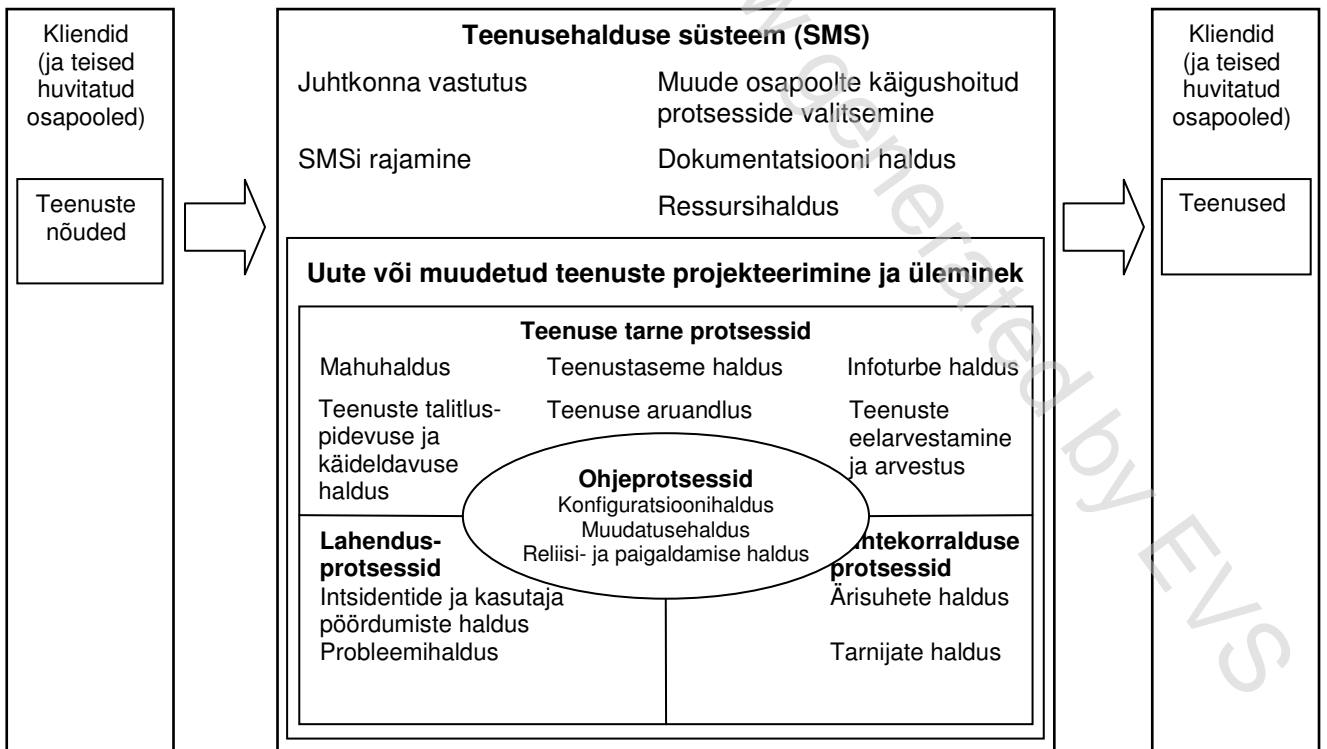 Kliendid
(ja teised
huvitatud
osapooled)
Teenuste
nõuded
Teenusehalduse süsteem (SMS)
Juhtkonna vastutus
SMSi rajamine
Muude osapoolte käigushoitud
protsesside valitsemine
Dokumentatsiooni haldus
Ressursihaldus
Uute või muudetud teenuste projekteerimine ja üleminek
Teenuse tarne protsessid
Mahuhaldus
Teenuste talitlus-
pidevuse ja
käideldavuse
haldus
Teenustaseme haldus
Teenuse aruandlus
Infoturbe haldus
Teenuste
eelarvestamine
ja arvestus
Ohjeprotsessid
Konfiguratsioonihaldus
Muudatusehaldus
Reliisi- ja paigaldamise haldus
Lahendus-
protsessid
Intsidentide ja kasutaja
pöördumiste haldus
Probleemihaldus
protsessid
Ärisuhete haldus
Tarnijate haldus
Kliendid
(ja teised
huvitatud
osapooled)
Teenused
generated by EVS